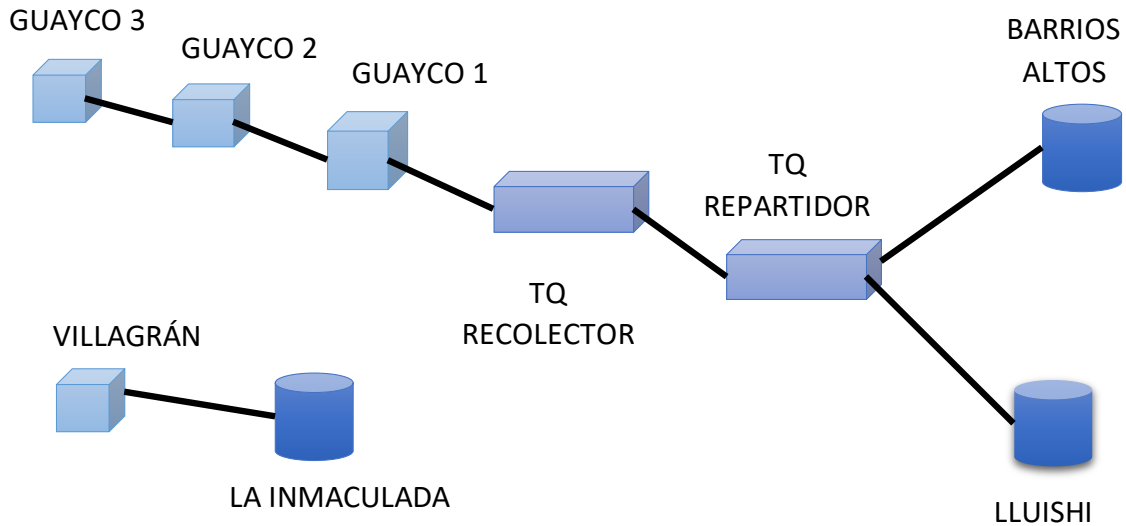 GUAYCO 3
GUAYCO 2
GUAYCO 1
BARRIOS
ALTOS
TQ
REPARTIDOR
TQ
RECOLECTOR
VILLAGRÁN
LA INMACULADA
LLUISHI